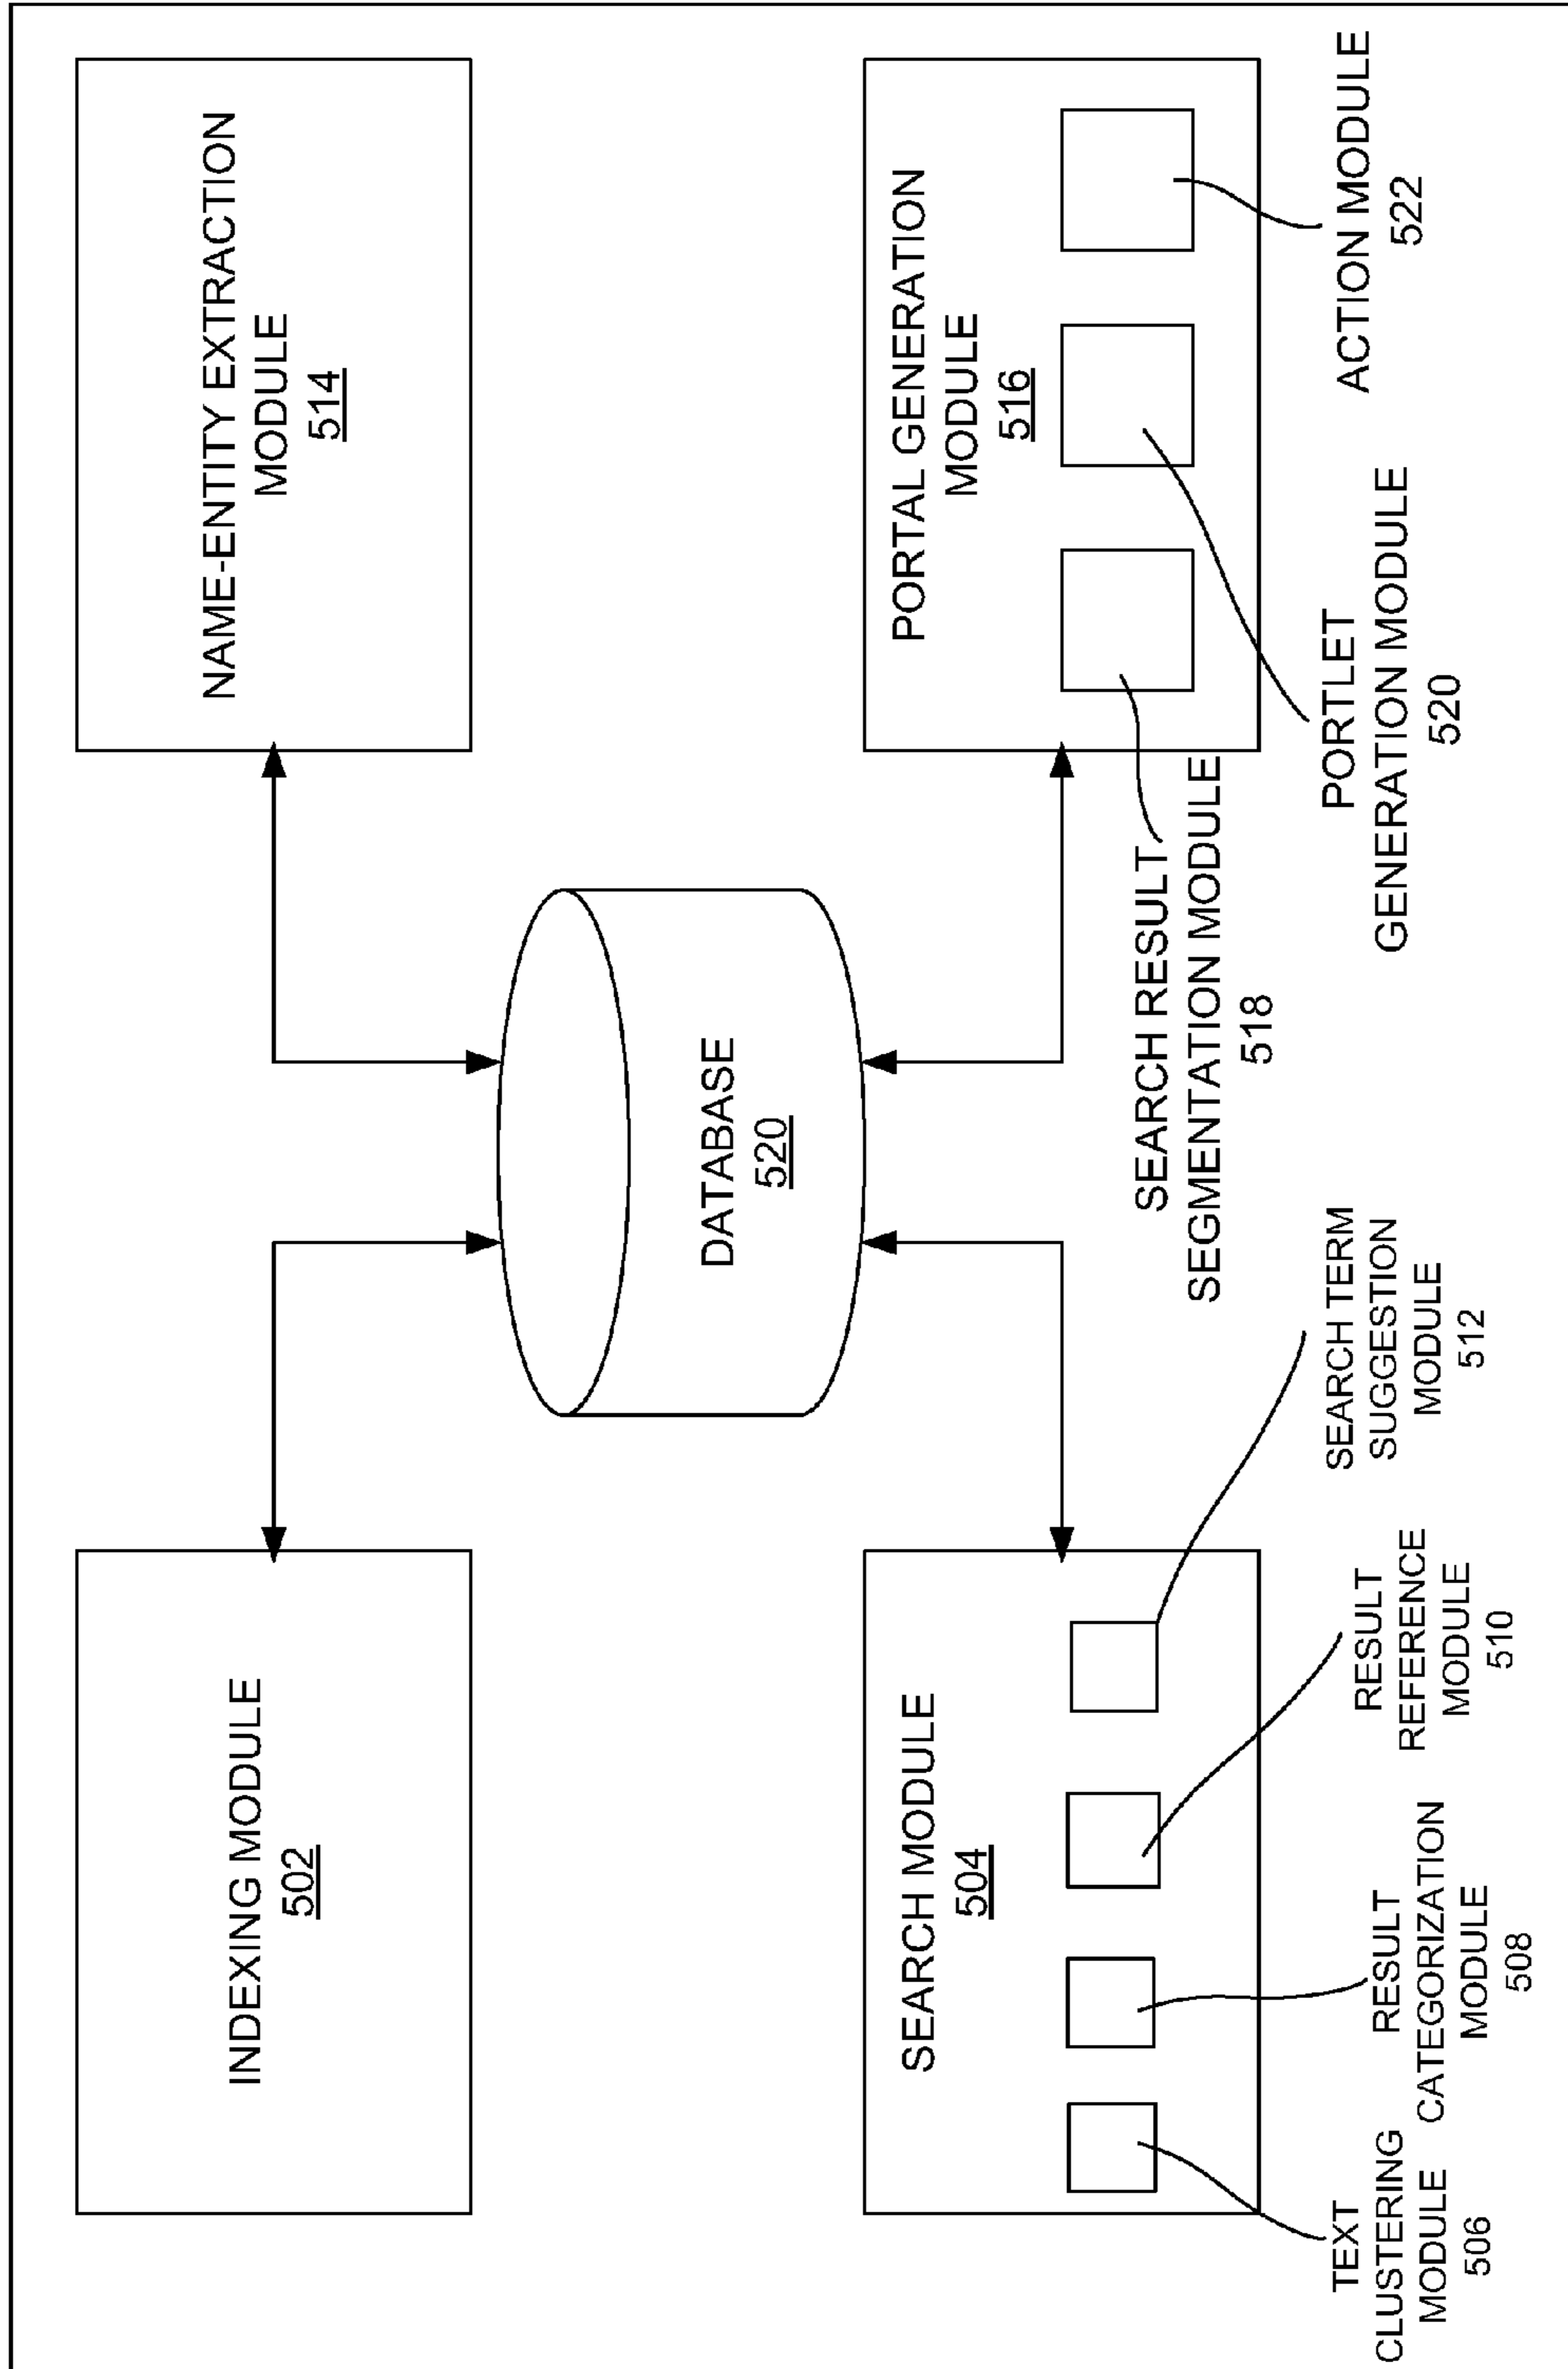 INDEXING MODULE
502
NAME-ENTITY EXTRACTION
MODULE
514
DATABASE
520
SEARCH MODULE
504
TEXT
CLUSTERING
MODULE
506
RESULT
CATEGORIZATION
MODULE
508
RESULT
REFERENCE
MODULE
510
SEARCH TERM
SUGGESTION
MODULE
512
PORTAL GENERATION
MODULE
516
SEARCH RESULT
SEGMENTATION MODULE
518
PORTLET
GENERATION MODULE
520
ACTION MODULE
522